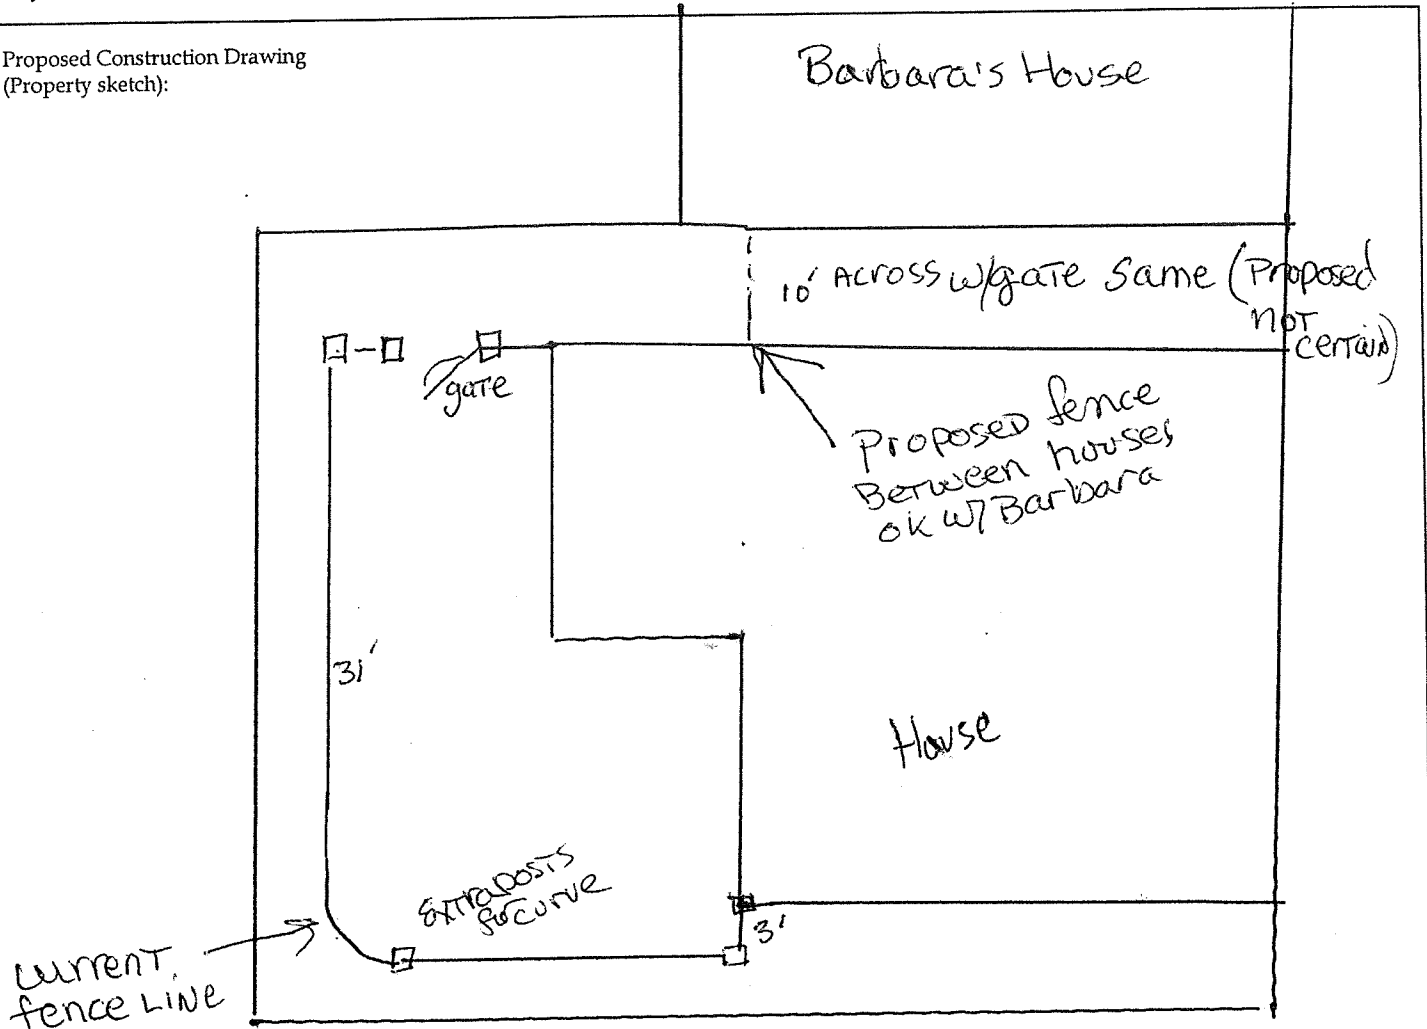 Proposed Construction Drawing
(Property sketch):
Barbara's House
10' ACROSS w/gate Same (Proposed
not
certain)
gate
Proposed fence
Between houses
ok w/ Barbara
31'
House
Extra posts
for curve
3'
current
fence Line